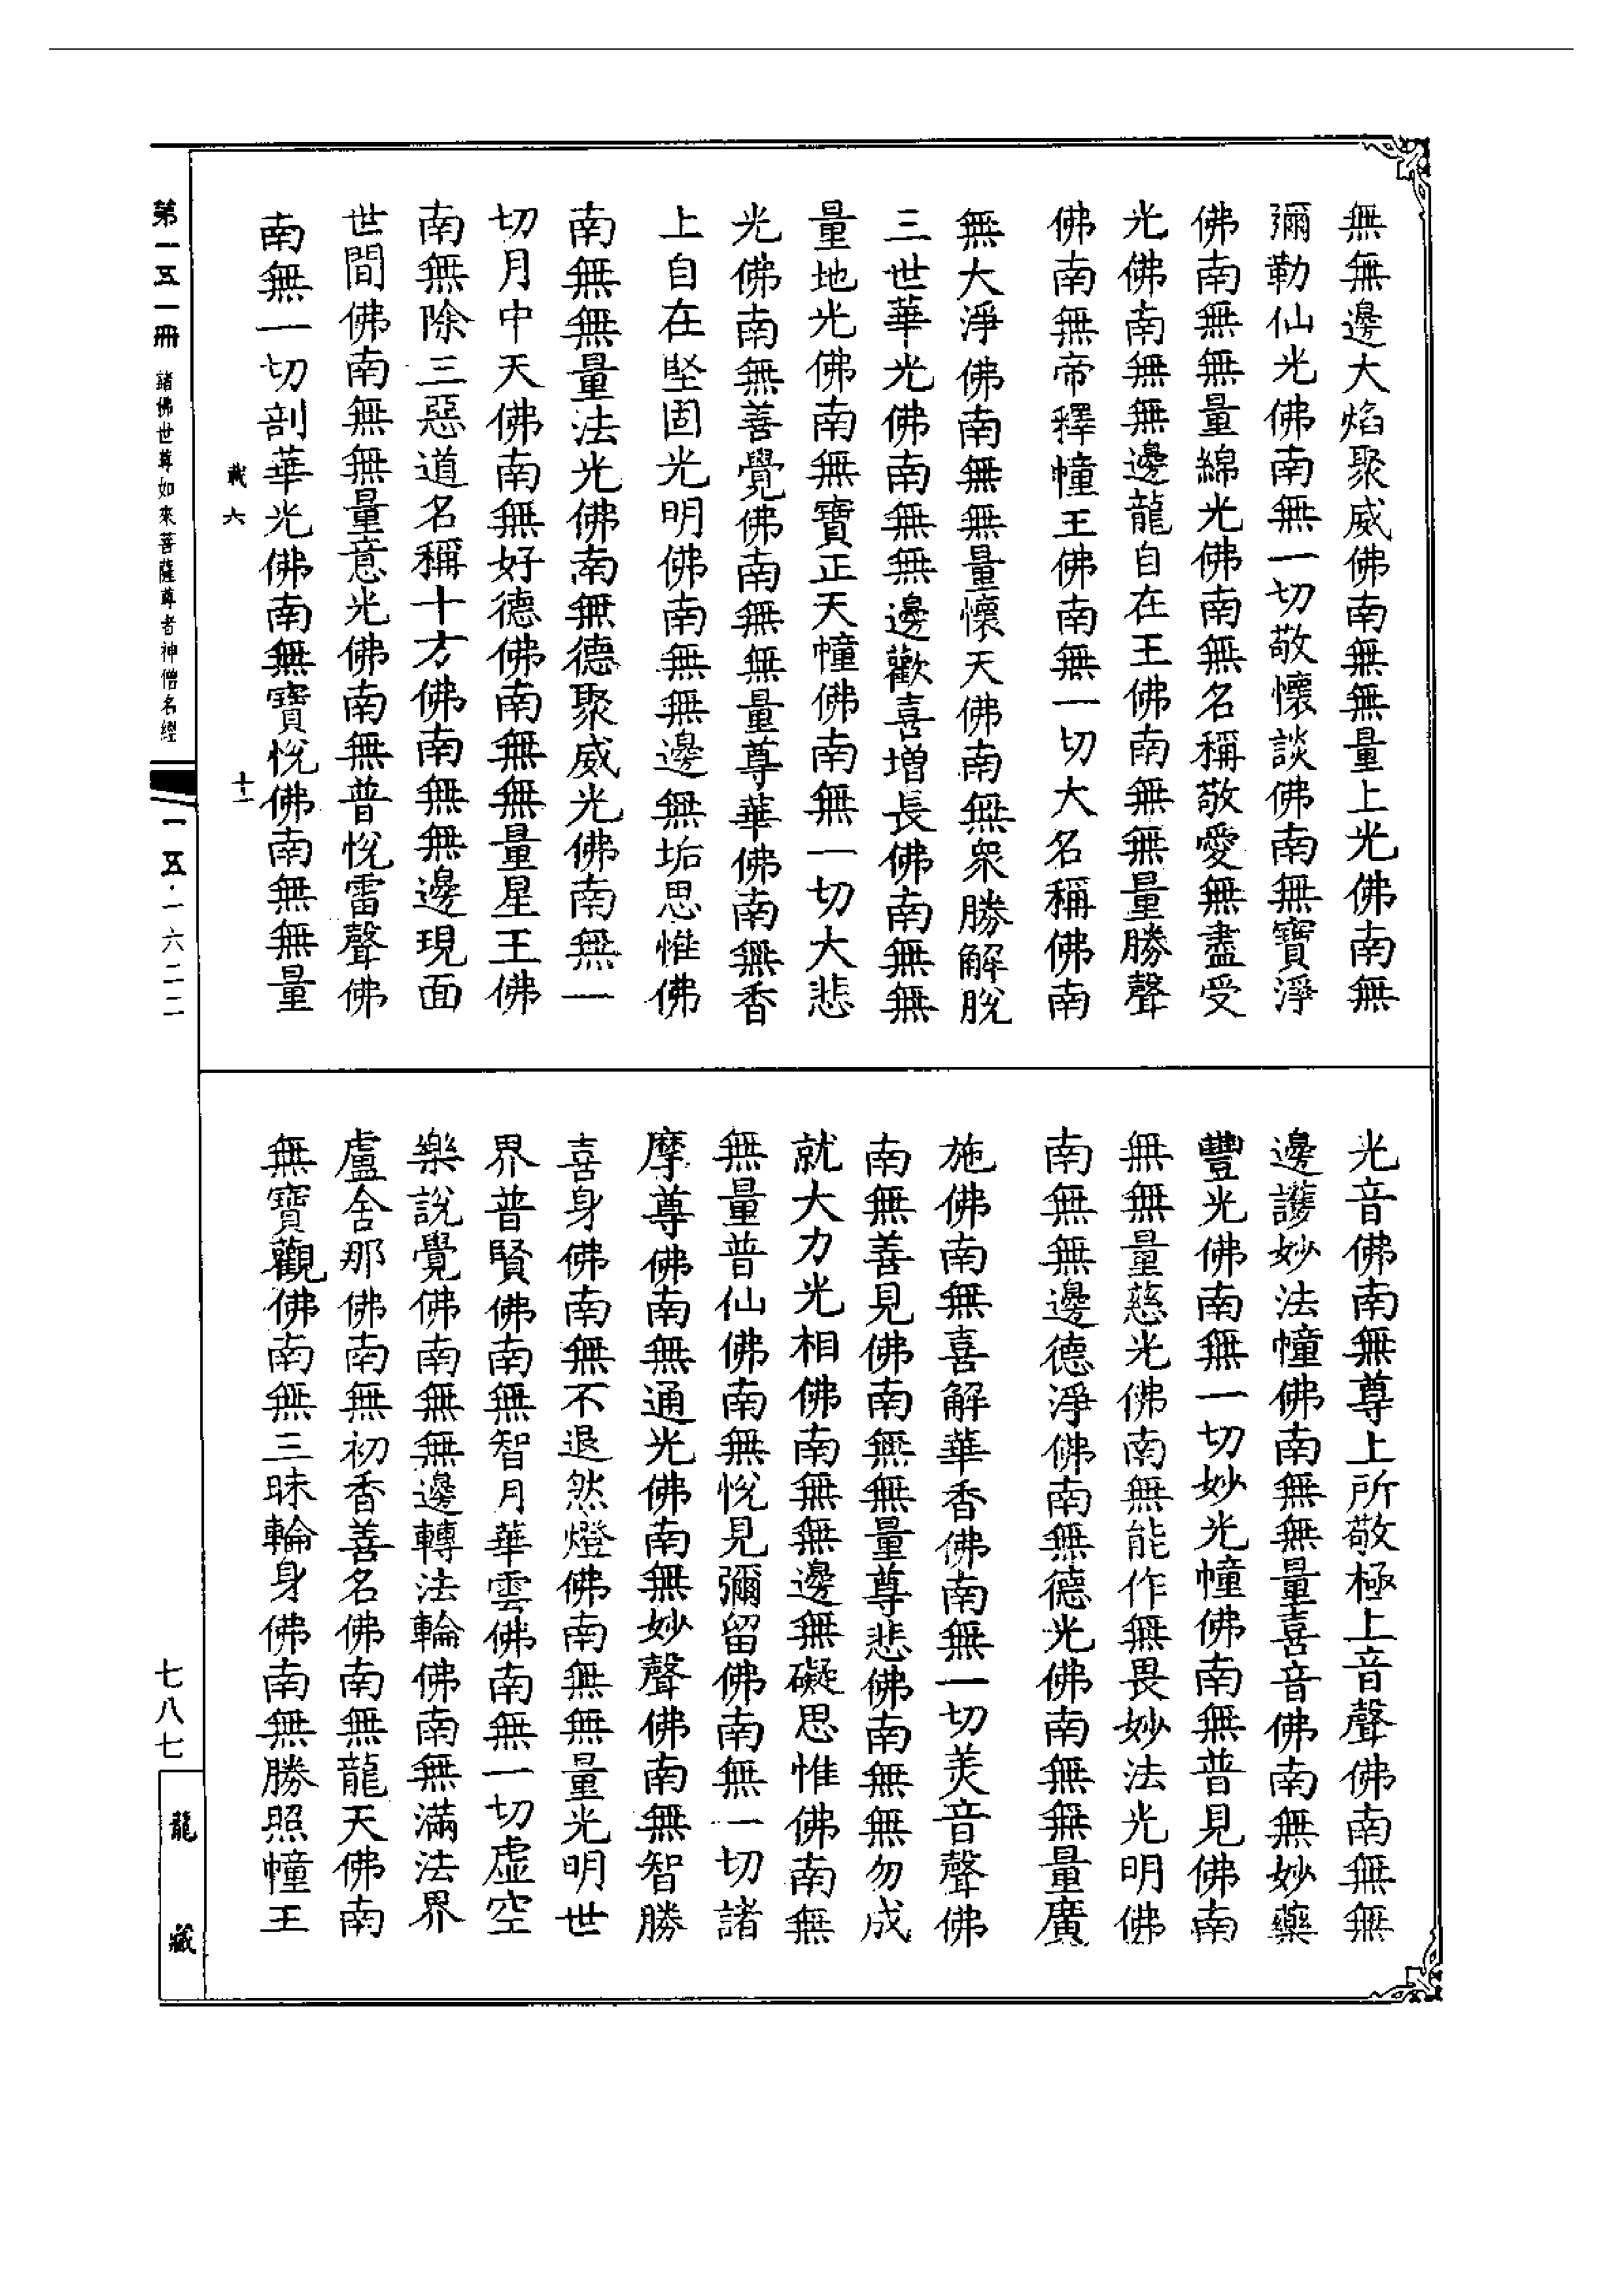 無無邊大焰聚威佛南無無量上光佛南無
彌勒仙光佛南無一切敬懷談佛南無寶淨
佛南無無量綿光佛南無名稱敬愛無盡受
光佛南無無邊龍自在王佛南無無量勝聲
佛南無帝釋幢王佛南無一切大名稱佛南
無大淨佛南無無量懷天佛南無衆勝解脫
三世華光佛南無無邊歡喜增長佛南無無
量地光佛南無寶正天幢佛南無一切大悲
光佛南無善覺佛南無無量尊華佛南無香
上自在堅固光明佛南無無邊無垢思惟佛
南無無量法光佛南無德聚威光佛南無一
切月中天佛南無好德佛南無無量星王佛
南無除三惡道名稱十方佛南無無邊現面
世間佛南無無量意光佛南無普悅雷聲佛
南無一切剖華光佛南無寶悅佛南無無量
光音佛南無尊上所敬極上音聲佛南無無
邊護妙法幢佛南無無量喜音佛南無妙藥
豐光佛南無一切妙光幢佛南無普見佛南
無無量慈光佛南無能作無畏妙法光明佛
南無無邊德淨佛南無德光佛南無無量廣
施佛南無喜解華香佛南無一切美音聲佛
南無善見佛南無無量尊悲佛南無無勿成
就大力光相佛南無無邊無礙思惟佛南無
無量普仙佛南無悅見彌留佛南無一切諸
摩尊佛南無通光佛南無妙聲佛南無智勝
喜身佛南無不退然燈佛南無無量光明世
界普賢佛南無智月華雲佛南無一切虛空
樂說覺佛南無無邊轉法輪佛南無滿法界
盧舍那佛南無初香善名佛南無龍天佛南
無寶觀佛南無三昧輪身佛南無勝照幢王
第一五一冊 諸佛世尊如來菩薩尊者神僧名經
一五·一六二二
七八七
龍藏
六
十二